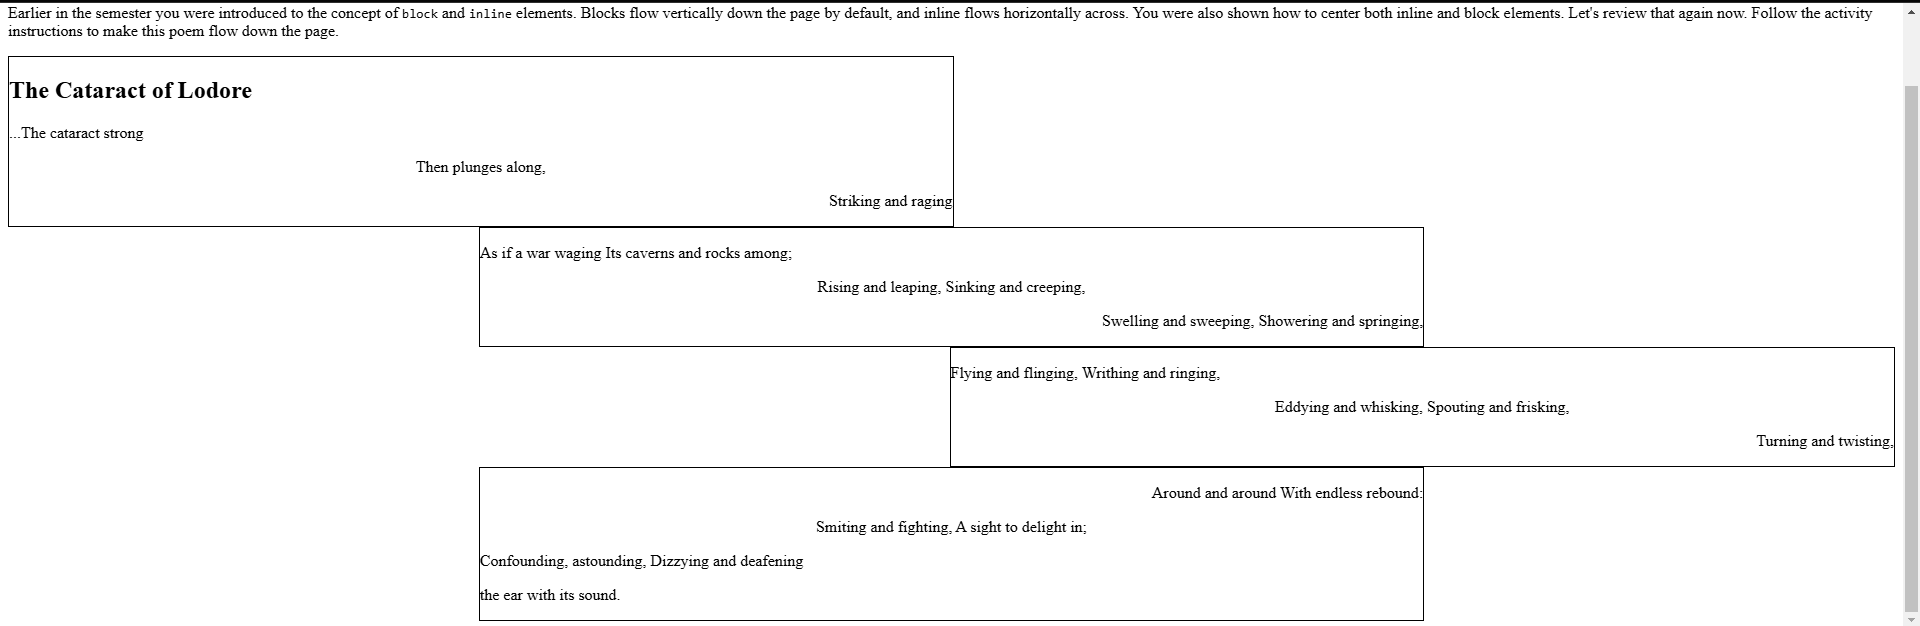 Earlier in the semester you were introduced to the concept of block and inline elements. Blocks flow vertically down the page by default, and inline flows horizontally across. You were also shown how to center both inline and block elements. Let's review that again now. Follow the activity
instructions to make this poem flow down the page.
The Cataract of Lodore
...The cataract strong
Then plunges along,
Striking and raging
As if a war waging Its caverns and rocks among;
Rising and leaping, Sinking and creeping,
Swelling and sweeping, Showering and springing,
Flying and flinging, Writhing and ringing,
Eddying and whisking, Spouting and frisking,
Turning and twisting,
Around and around With endless rebound:
Smiting and fighting, A sight to delight in;
Confounding, astounding, Dizzying and deafening
the ear with its sound.